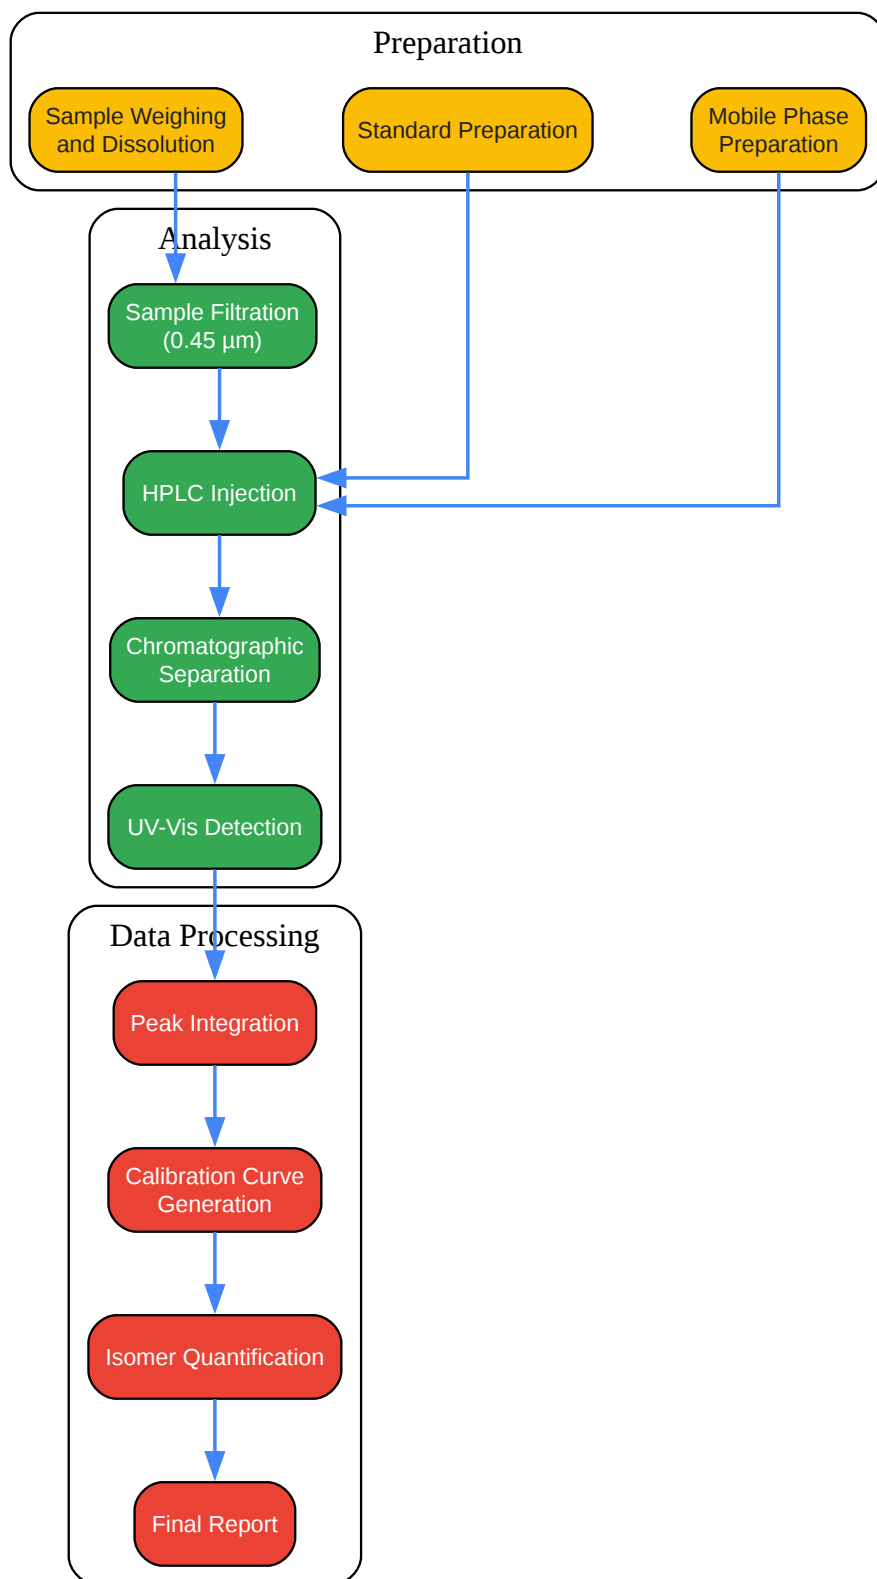 Preparation
Sample Weighing
and Dissolution
Standard Preparation
Mobile Phase
Preparation
Analysis
Sample Filtration
(0.45 µm)
HPLC Injection
Chromatographic
Separation
UV-Vis Detection
Data Processing
Peak Integration
Calibration Curve
Generation
Isomer Quantification
Final Report